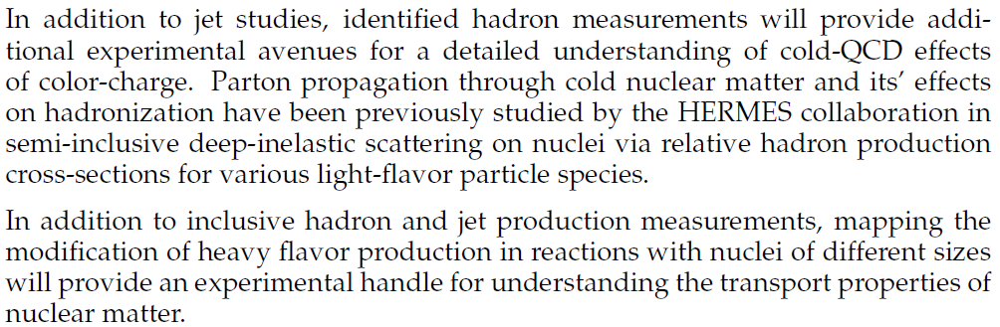 In addition to jet studies, identified hadron measurements will provide addi-
tional experimental avenues for a detailed understanding of cold-QCD effects
of color-charge. Parton propagation through cold nuclear matter and its’ effects
on hadronization have been previously studied by the HERMES collaboration in
semi-inclusive deep-inelastic scattering on nuclei via relative hadron production
cross-sections for various light-flavor particle species.
In addition to inclusive hadron and jet production measurements, mapping the
modification of heavy flavor production in reactions with nuclei of different sizes
will provide an experimental handle for understanding the transport properties of
nuclear matter.